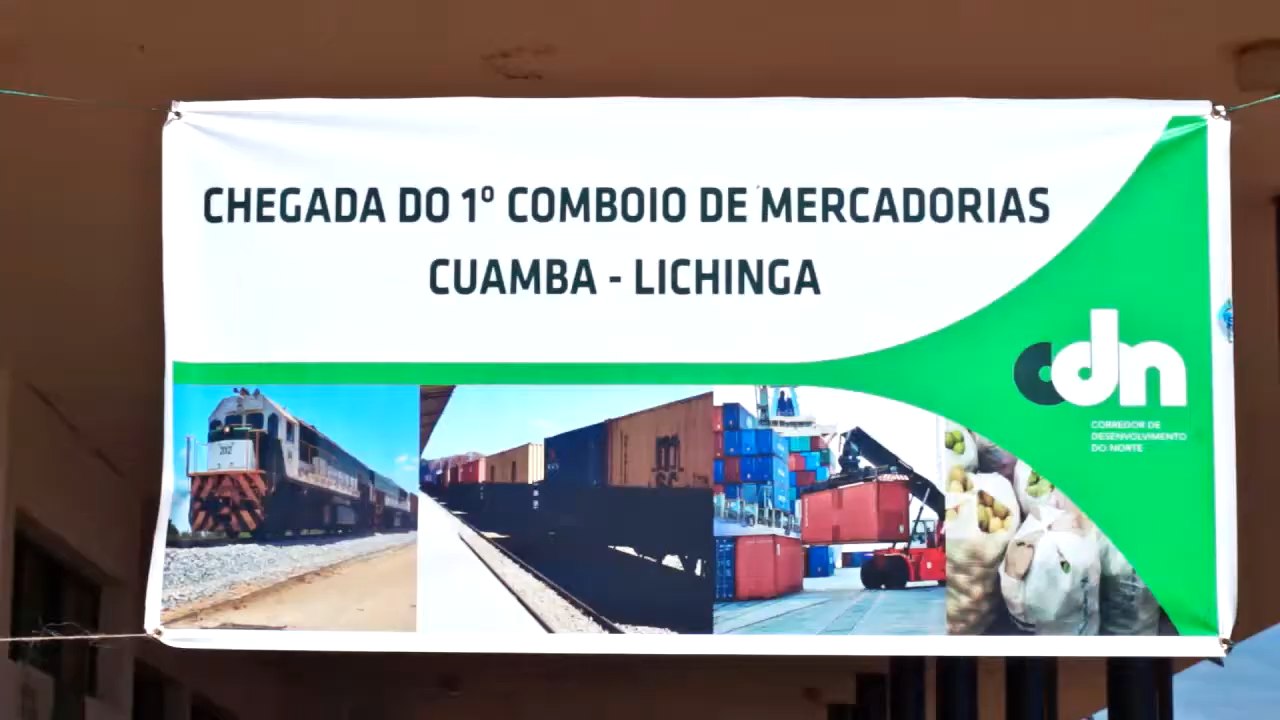 CHEGADA DO 1º COMBOIO DE MERCADORIAS
CUAMBA - LICHINGA
cdn
CORREDOR DE
DESENVOLVIMENTO
DO NORTE